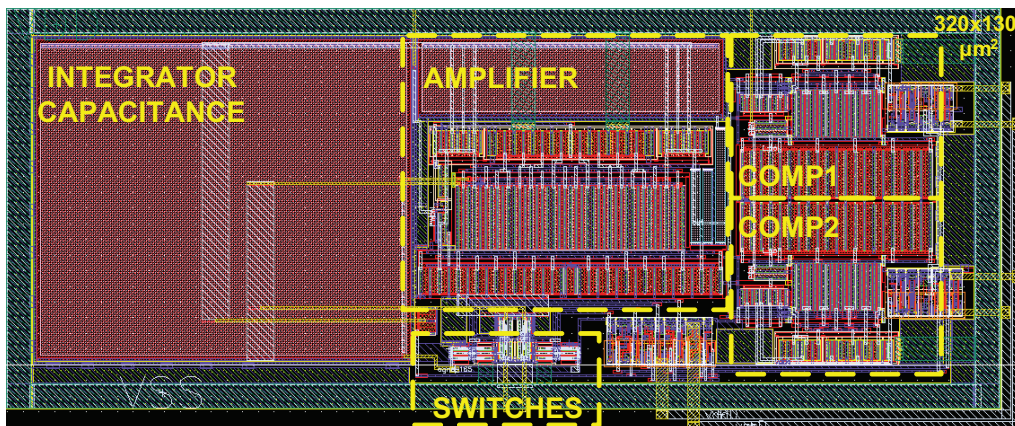 INTEGRATOR
CAPACITANCE
AMPLIFIER
320x130
µm²
COMP1
COMP2
SWITCHES
VSS